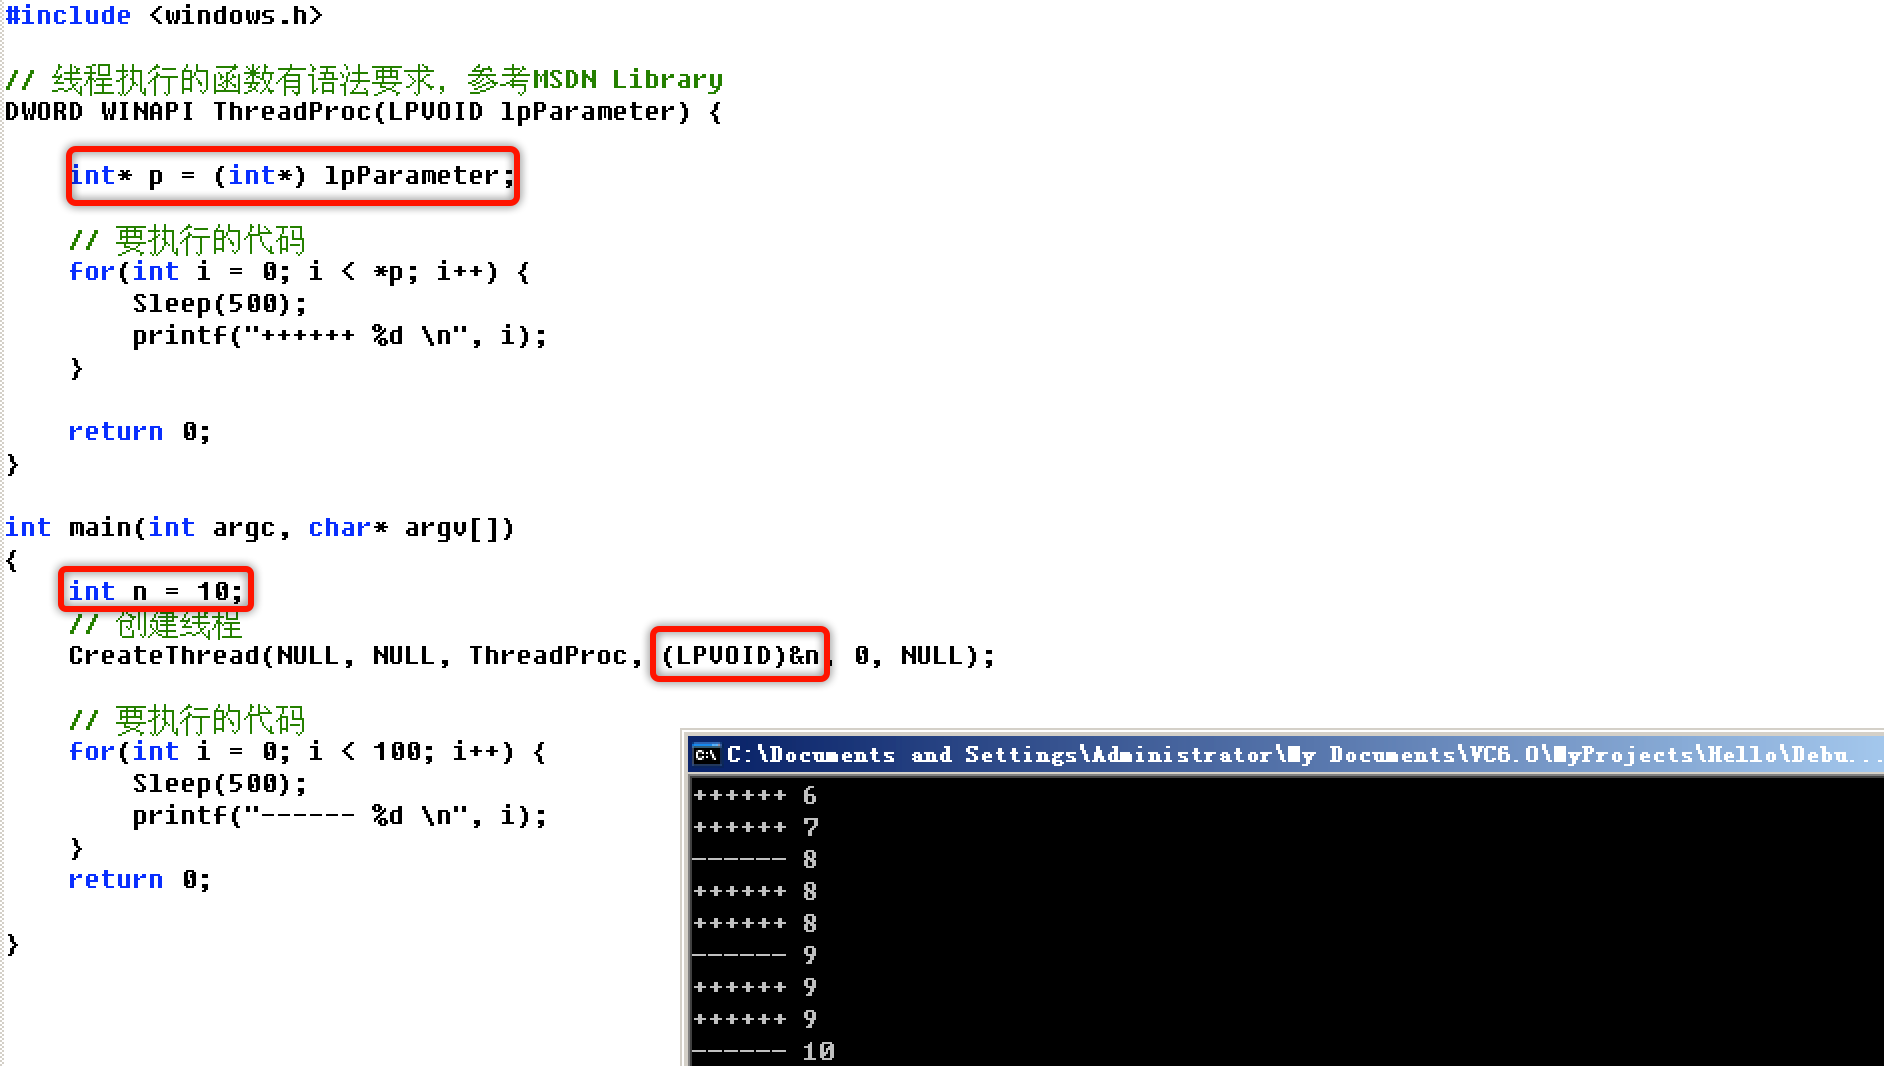 #include <windows.h>
// 线程执行的函数有语法要求，参考MSDN Library
DWORD WINAPI ThreadProc(LPVOID lpParameter) {
int* p = (int*) lpParameter;
// 要执行的代码
for(int i = 0; i < *p; i++) {
Sleep(500);
printf("++++++ %d \n", i);
}
return 0;
}
int main(int argc, char* argv[])
{
int n = 10;
// 创建线程
CreateThread(NULL, NULL, ThreadProc, (LPVOID)&n, 0, NULL);
// 要执行的代码
for(int i = 0; i < 100; i++) {
Sleep(500);
printf("------ %d \n", i);
}
return 0;
}
C:\Documents and Settings\Administrator\My Documents\VC6.0\MyProjects\Hello\Debu...
++++++ 6
++++++ 7
------ 8
++++++ 8
++++++ 8
------ 9
++++++ 9
++++++ 9
------ 10